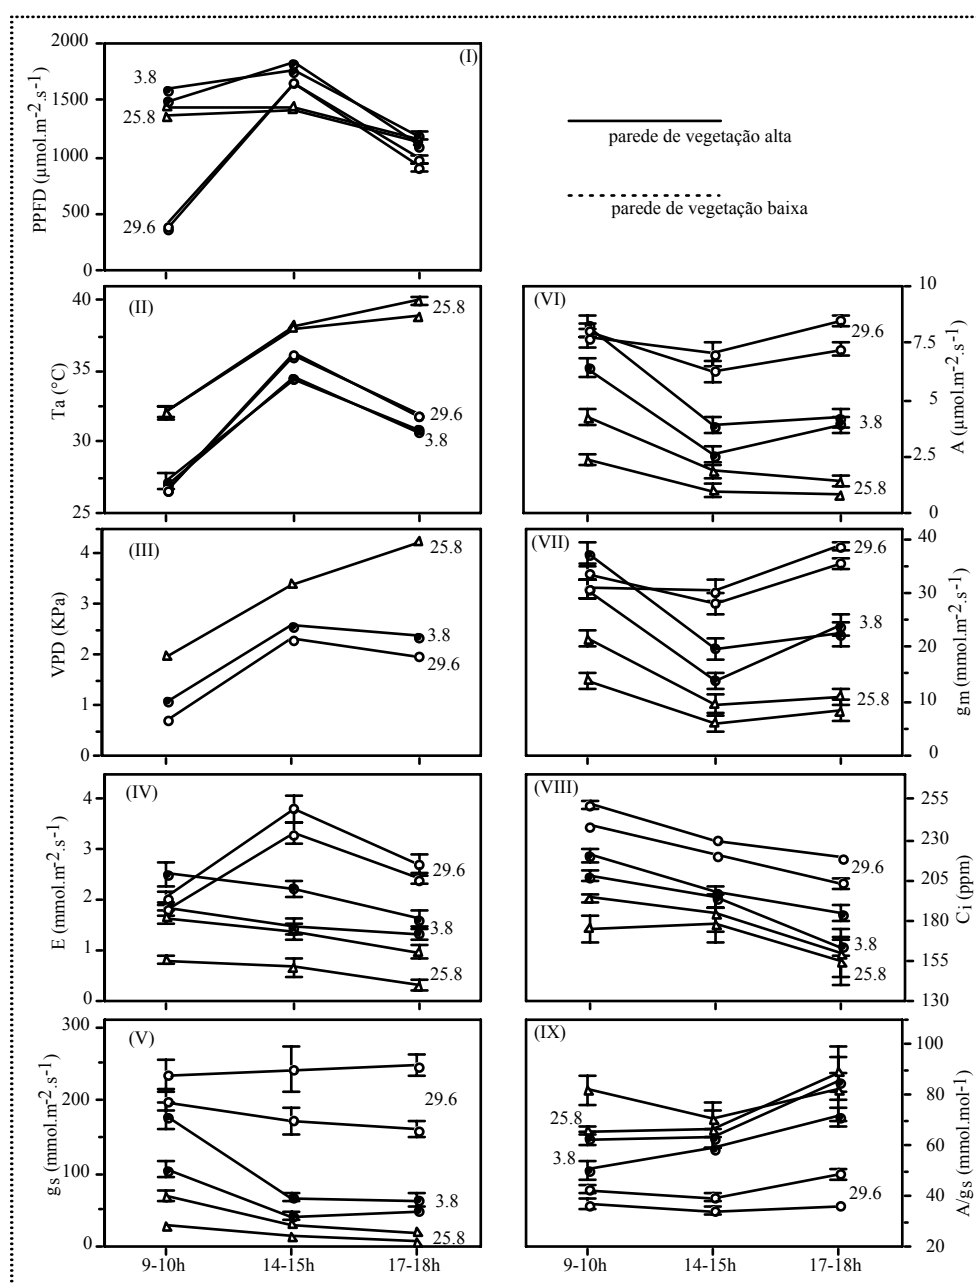 2000
1500
1000
500
0
PPFD (µmol.m-2.s-1)
(I)
3.8
25.8
29.6
parede de vegetação alta
parede de vegetação baixa
(II)
40
35
30
25
Ta (°C)
25.8
29.6
3.8
(VI)
10
7.5
5
2.5
0
A (µmol.m-2.s-1)
29.6
3.8
25.8
(III)
4
3
2
1
0
VPD (KPa)
25.8
3.8
29.6
(VII)
40
30
20
10
0
gm (mmol.m-2.s-1)
29.6
3.8
25.8
(IV)
4
3
2
1
0
E (mmol.m-2.s-1)
29.6
3.8
25.8
(VIII)
255
230
205
180
155
130
Ci (ppm)
29.6
3.8
25.8
(V)
300
200
100
0
gs (mmol.m-2.s-1)
29.6
3.8
25.8
9-10h
14-15h
17-18h
(IX)
100
80
60
40
20
A/gs (mmol.mol-1)
25.8
3.8
29.6
9-10h
14-15h
17-18h